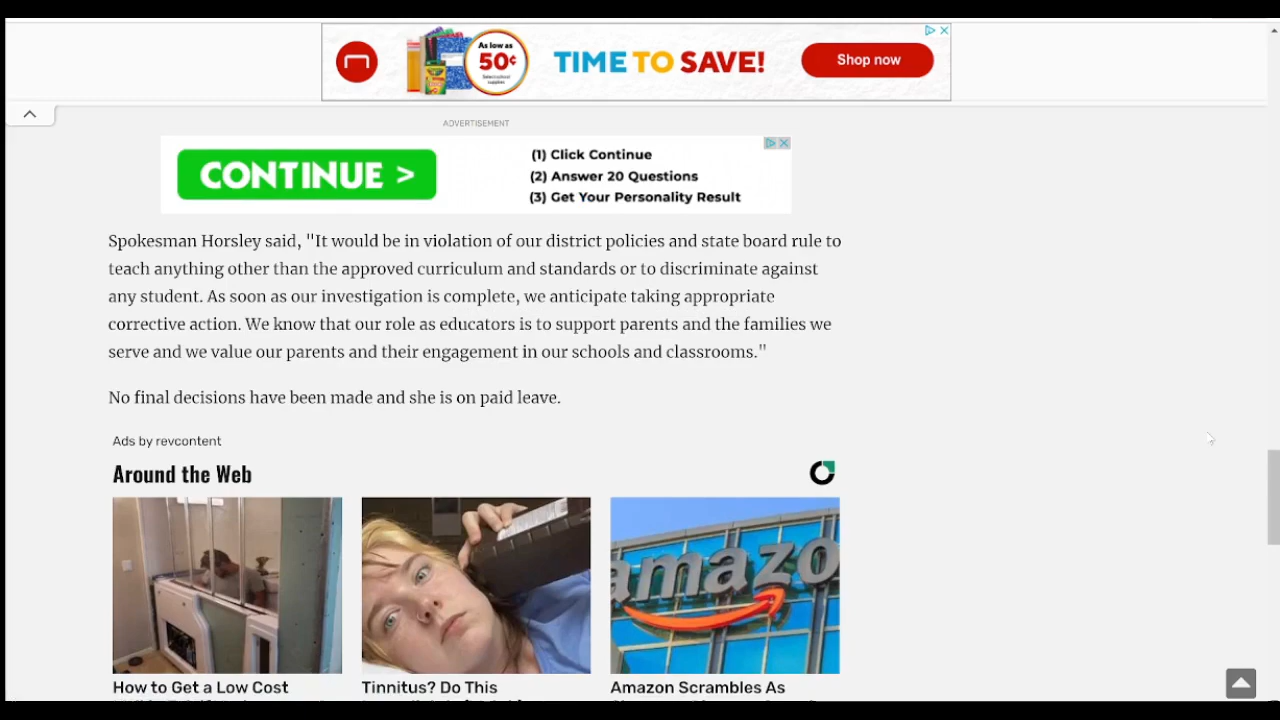 As low as
50¢
TIME TO SAVE!
Shop now
ADVERTISEMENT
CONTINUE >
(1) Click Continue
(2) Answer 20 Questions
(3) Get Your Personality Result
Spokesman Horsley said, "It would be in violation of our district policies and state board rule to
teach anything other than the approved curriculum and standards or to discriminate against
any student. As soon as our investigation is complete, we anticipate taking appropriate
corrective action. We know that our role as educators is to support parents and the families we
serve and we value our parents and their engagement in our schools and classrooms."
No final decisions have been made and she is on paid leave.
Ads by revcontent
Around the Web
amazo
How to Get a Low Cost
Tinnitus? Do This
Amazon Scrambles As